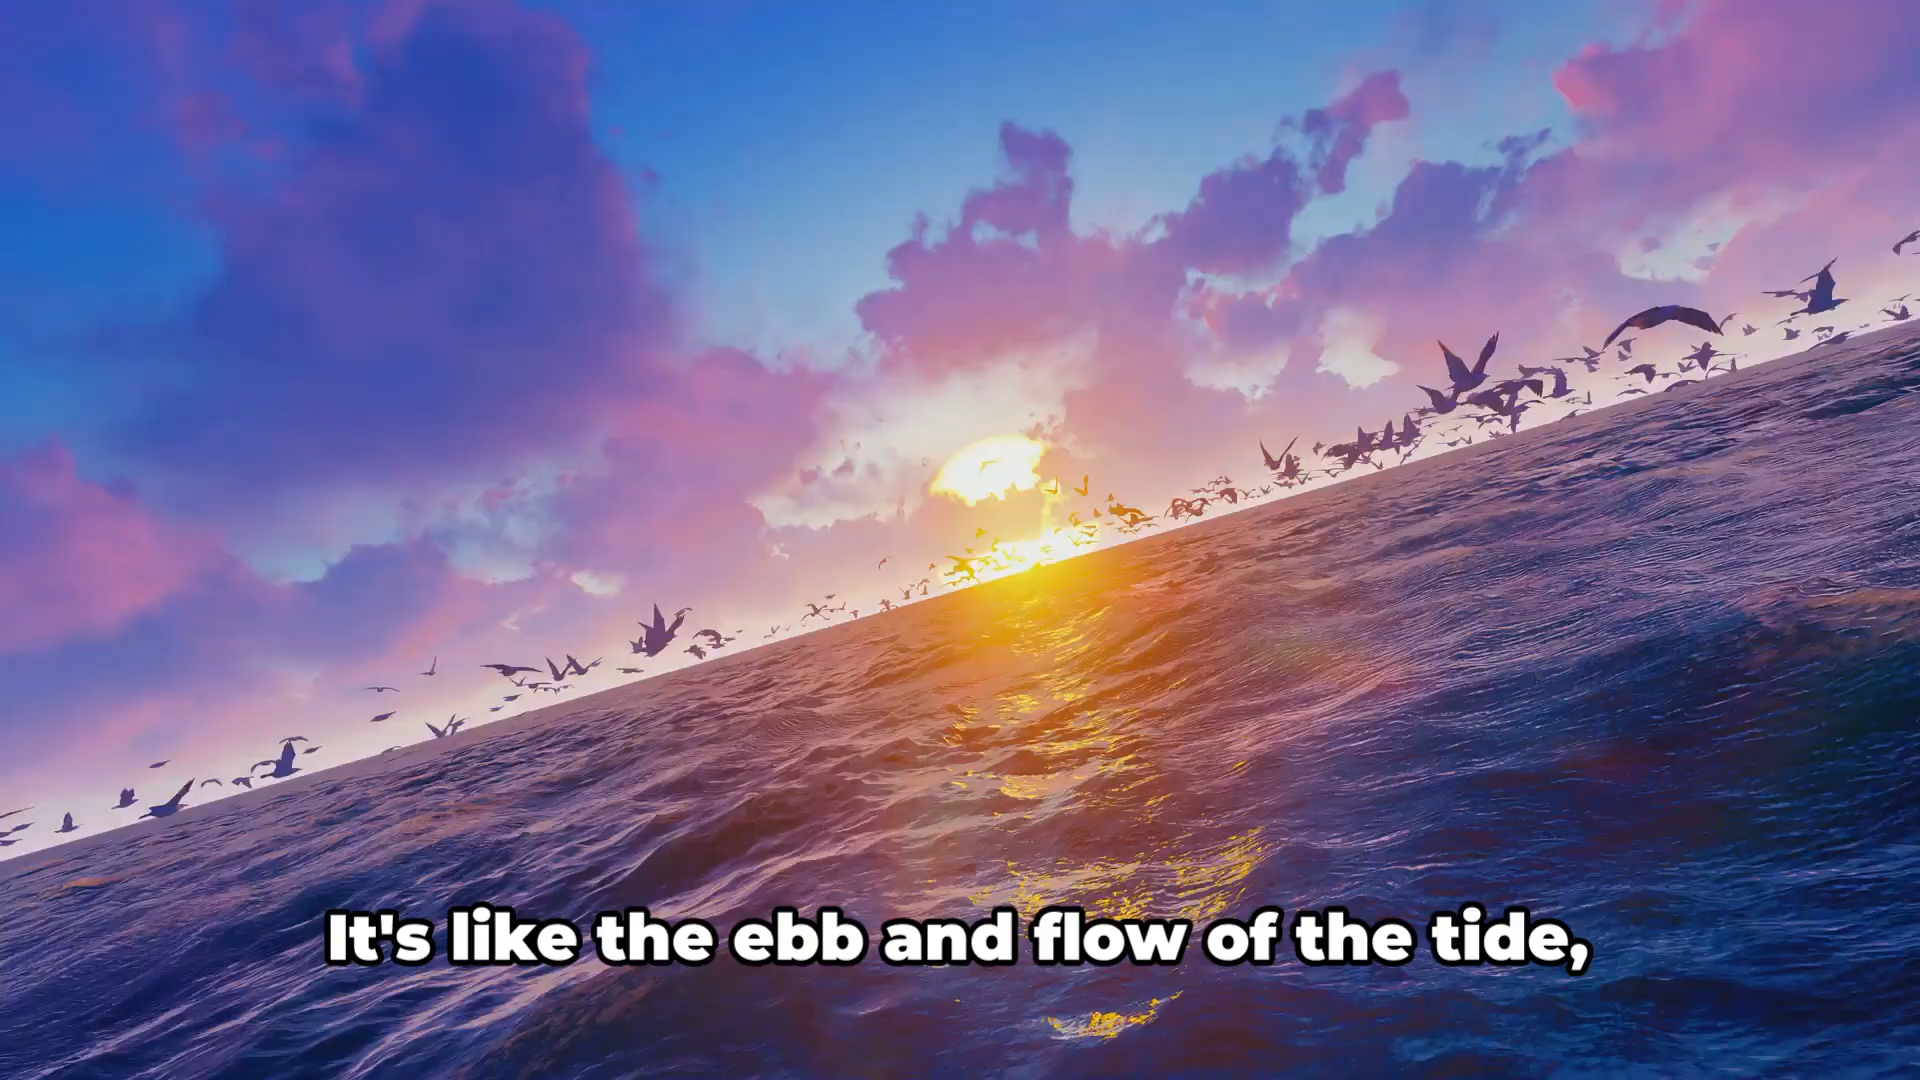 It's like the ebb and flow of the tide,